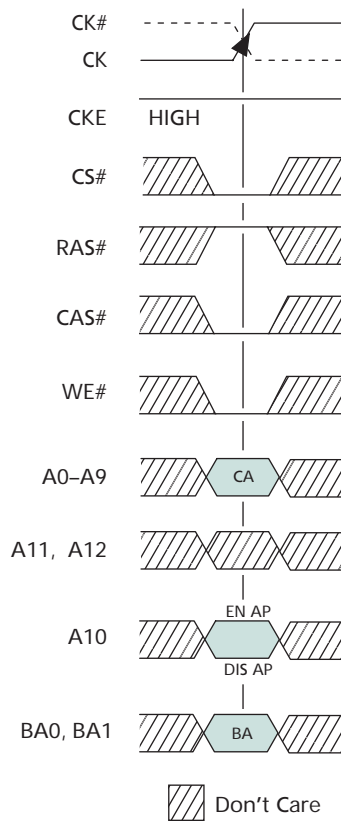 CK#
CK
CKE HIGH
CS#
RAS#
CAS#
WE#
A0–A9 CA
A11, A12
EN AP
A10
DIS AP
BA0, BA1 BA
Don't Care